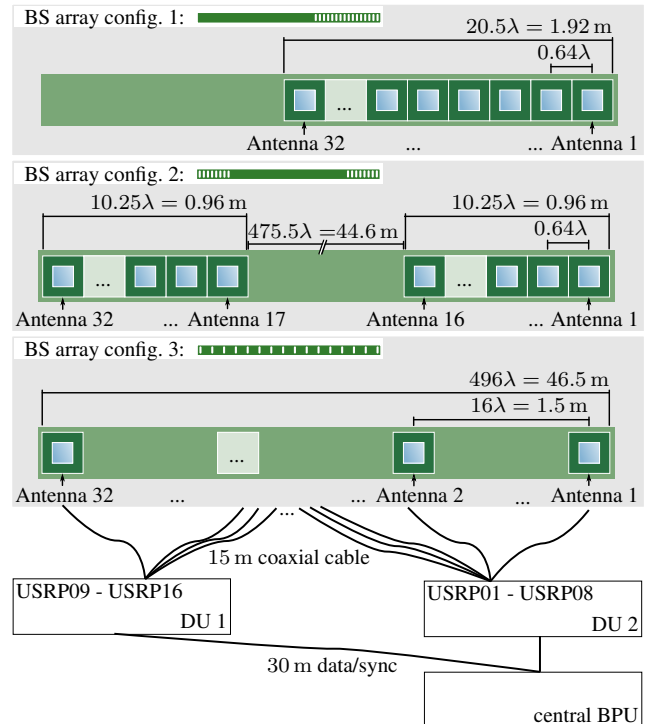 BS array config. 1:
20.5λ = 1.92 m
0.64λ
...
Antenna 32 ... ... Antenna 1
BS array config. 2:
10.25λ = 0.96 m 10.25λ = 0.96 m
475.5λ =44.6 m
0.64λ
... ...
Antenna 32 ... Antenna 17 Antenna 16 ... Antenna 1
BS array config. 3:
496λ = 46.5 m
16λ = 1.5 m
...
Antenna 32 ... ... Antenna 2 ... Antenna 1
...
15 m coaxial cable
USRP09 - USRP16 USRP01 - USRP08
DU 1 DU 2
30 m data/sync
central BPU